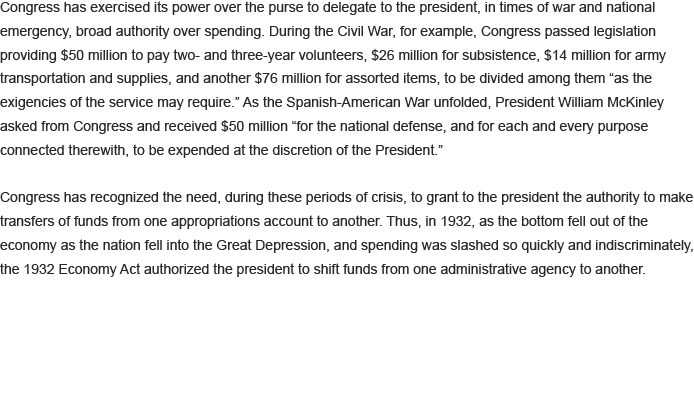 Congress has exercised its power over the purse to delegate to the president, in times of war and national
emergency, broad authority over spending. During the Civil War, for example, Congress passed legislation
providing $50 million to pay two- and three-year volunteers, $26 million for subsistence, $14 million for army
transportation and supplies, and another $76 million for assorted items, to be divided among them “as the
exigencies of the service may require.” As the Spanish-American War unfolded, President William McKinley
asked from Congress and received $50 million “for the national defense, and for each and every purpose
connected therewith, to be expended at the discretion of the President.”
Congress has recognized the need, during these periods of crisis, to grant to the president the authority to make
transfers of funds from one appropriations account to another. Thus, in 1932, as the bottom fell out of the
economy as the nation fell into the Great Depression, and spending was slashed so quickly and indiscriminately,
the 1932 Economy Act authorized the president to shift funds from one administrative agency to another.